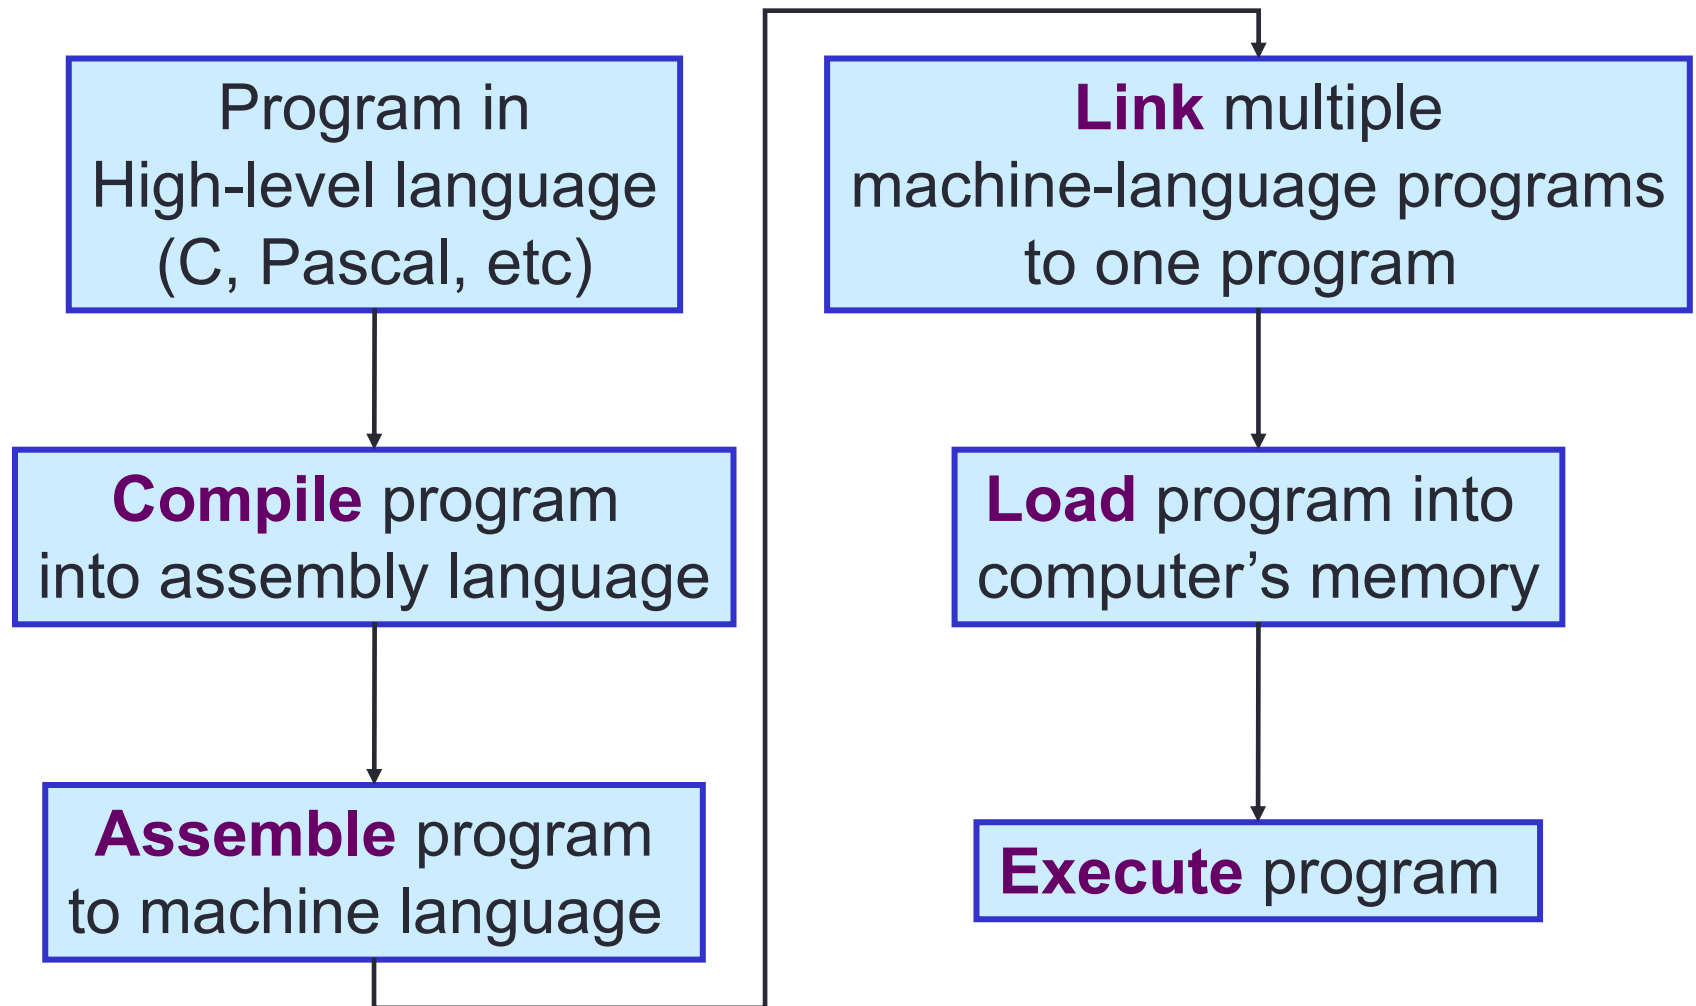 Program in
High-level language
(C, Pascal, etc)
Compile program
into assembly language
Assemble program
to machine language
Link multiple
machine-language programs
to one program
Load program into
computer’s memory
Execute program